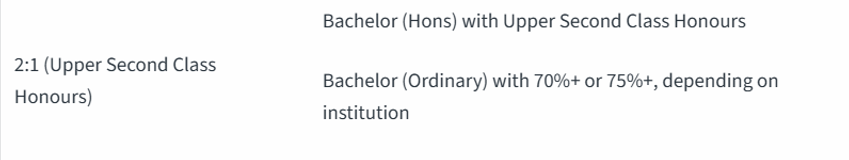 Bachelor (Hons) with Upper Second Class Honours
2:1 (Upper Second Class
Honours)
Bachelor (Ordinary) with 70%+ or 75%+, depending on
institution